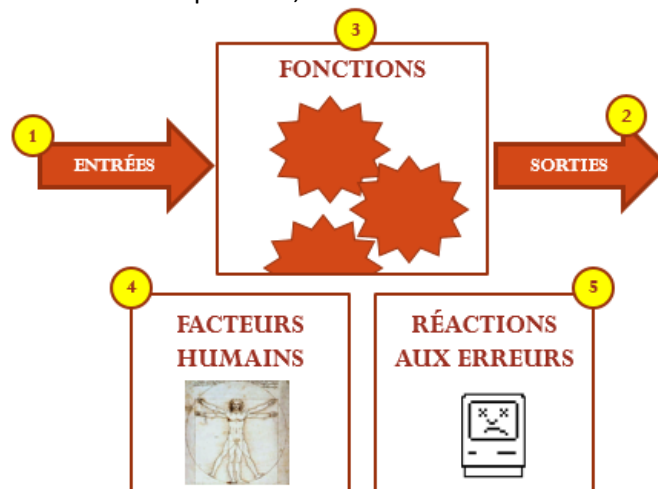 3
FONCTIONS
1
ENTRÉES
2
SORTIES
4
FACTEURS
HUMAINS
5
RÉACTIONS
AUX ERREURS